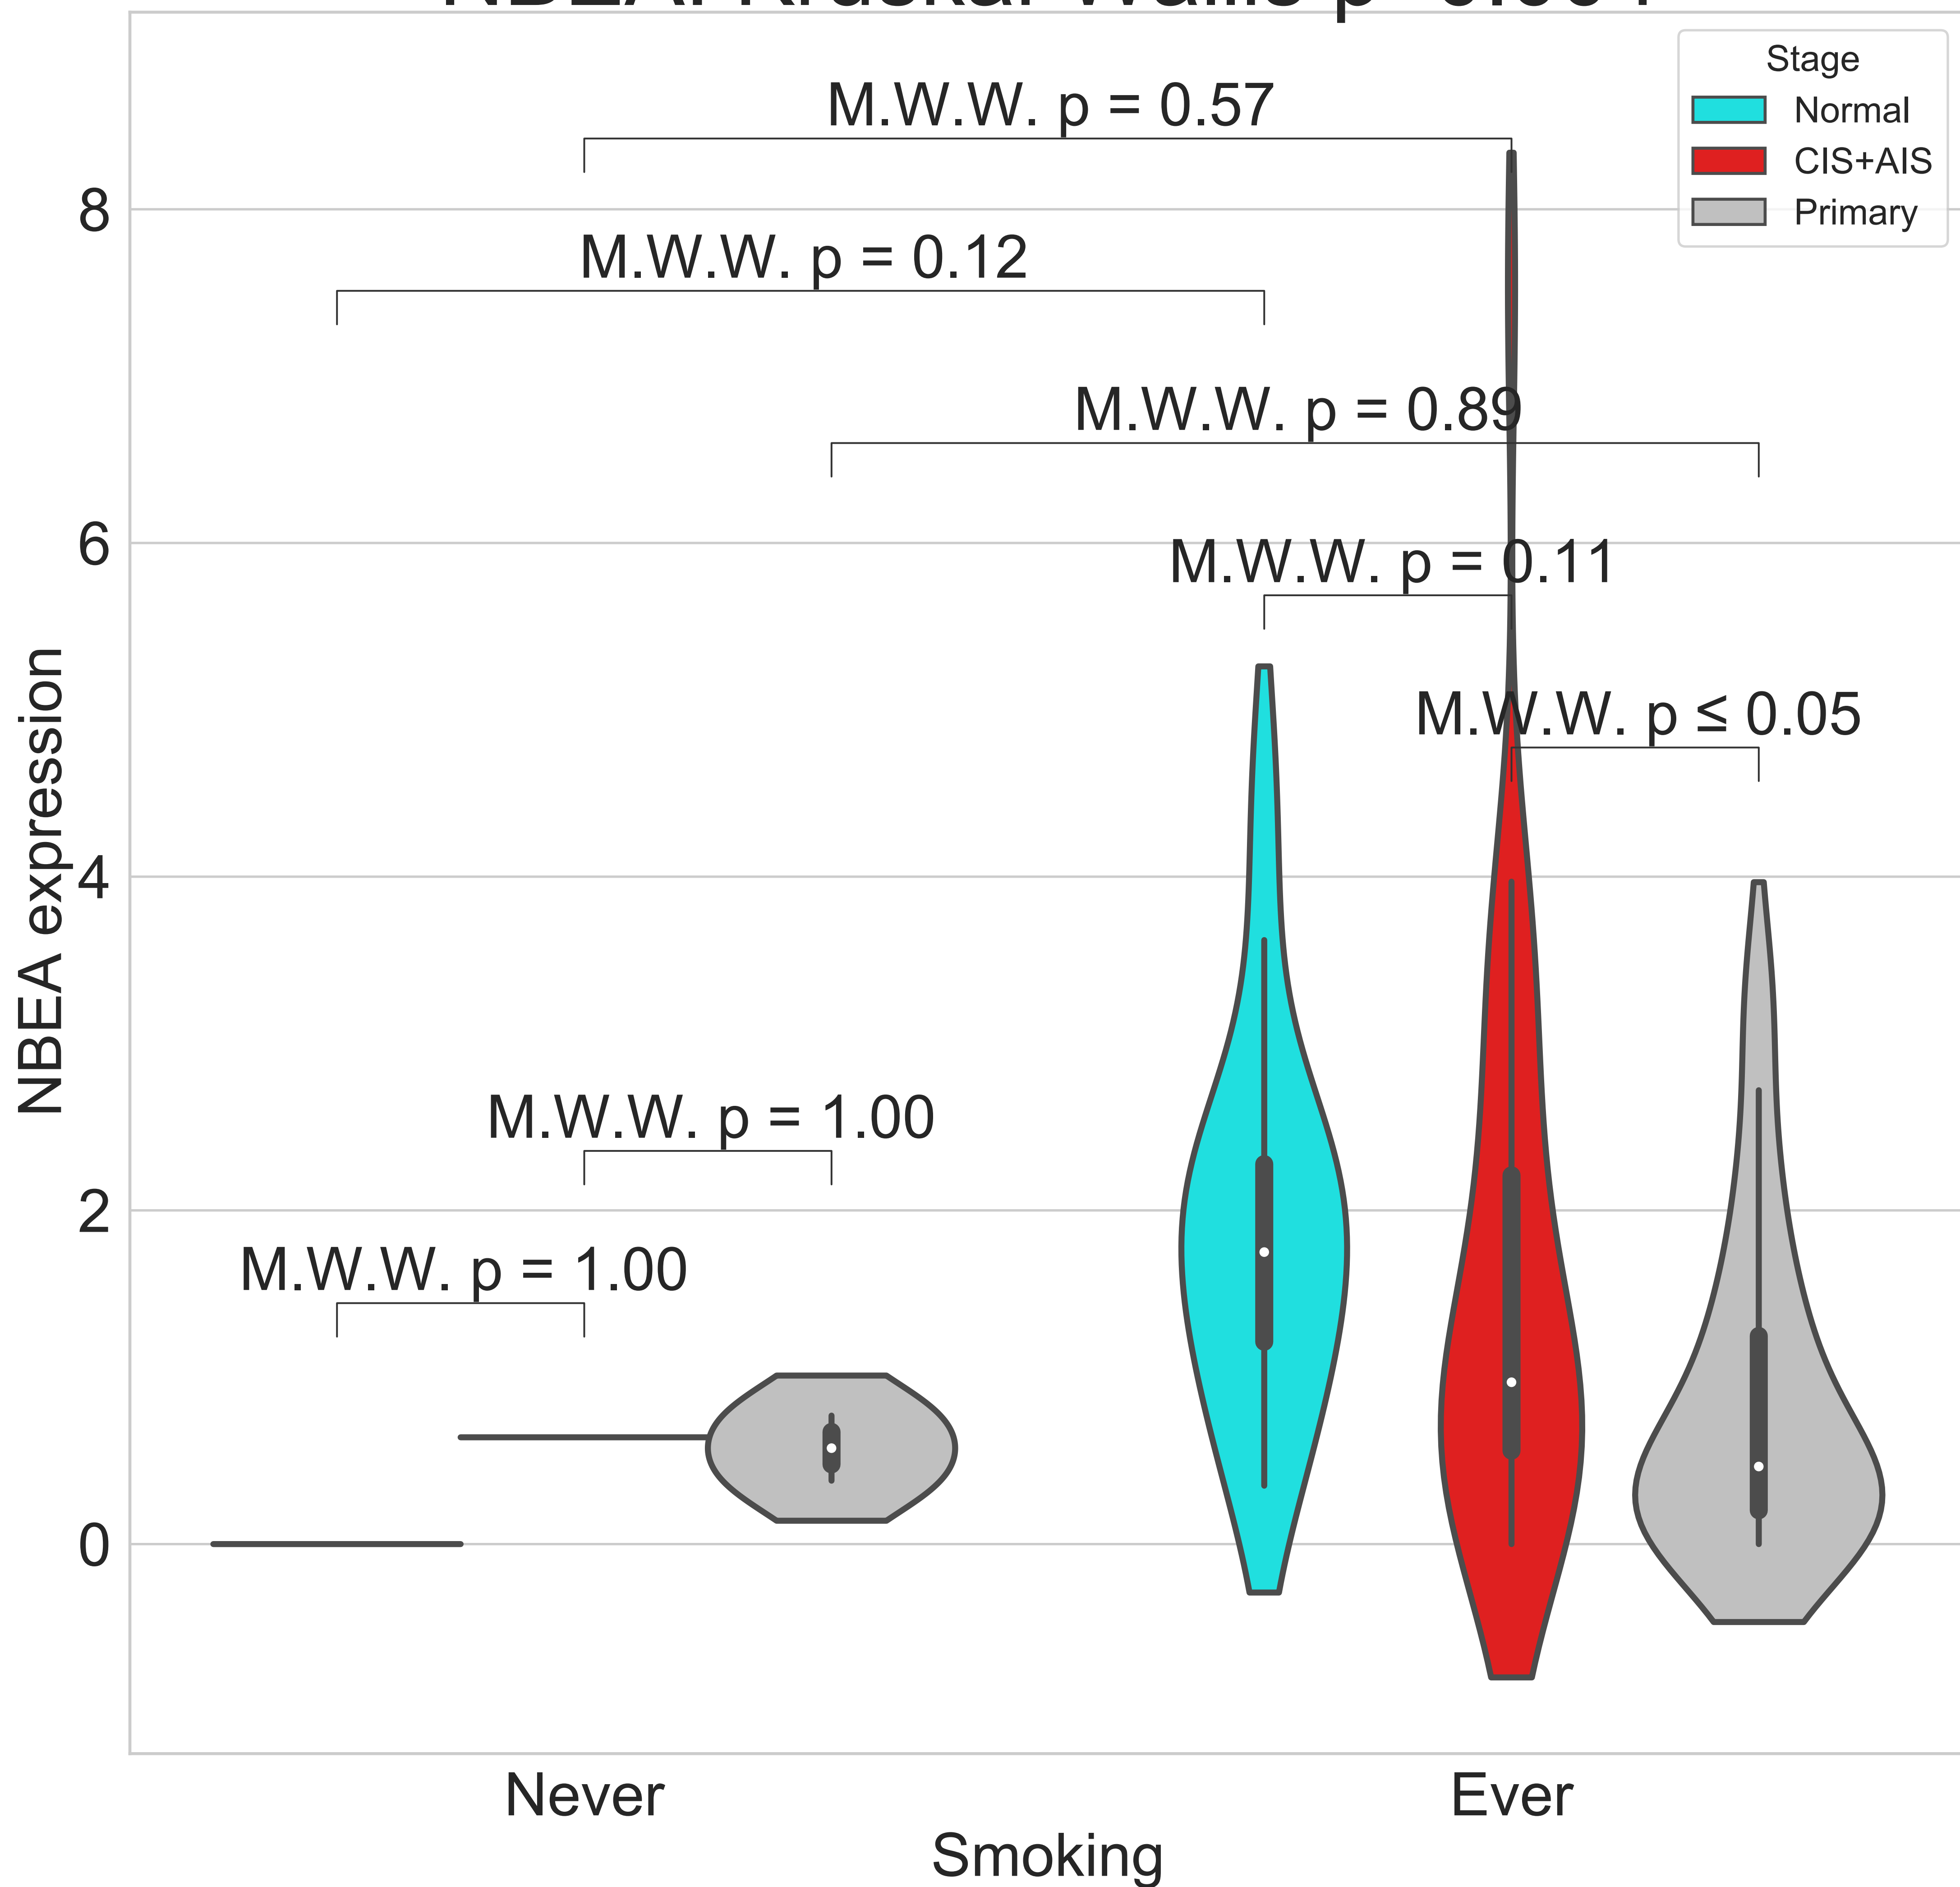 Stage
Normal
CIS+AIS
Primary
M.W.W. p = 0.57
M.W.W. p = 0.12
M.W.W. p = 0.89
M.W.W. p = 0.11
M.W.W. p ≤ 0.05
M.W.W. p = 1.00
M.W.W. p = 1.00
8
6
4
2
0
NBEA expression
Never
Ever
Smoking